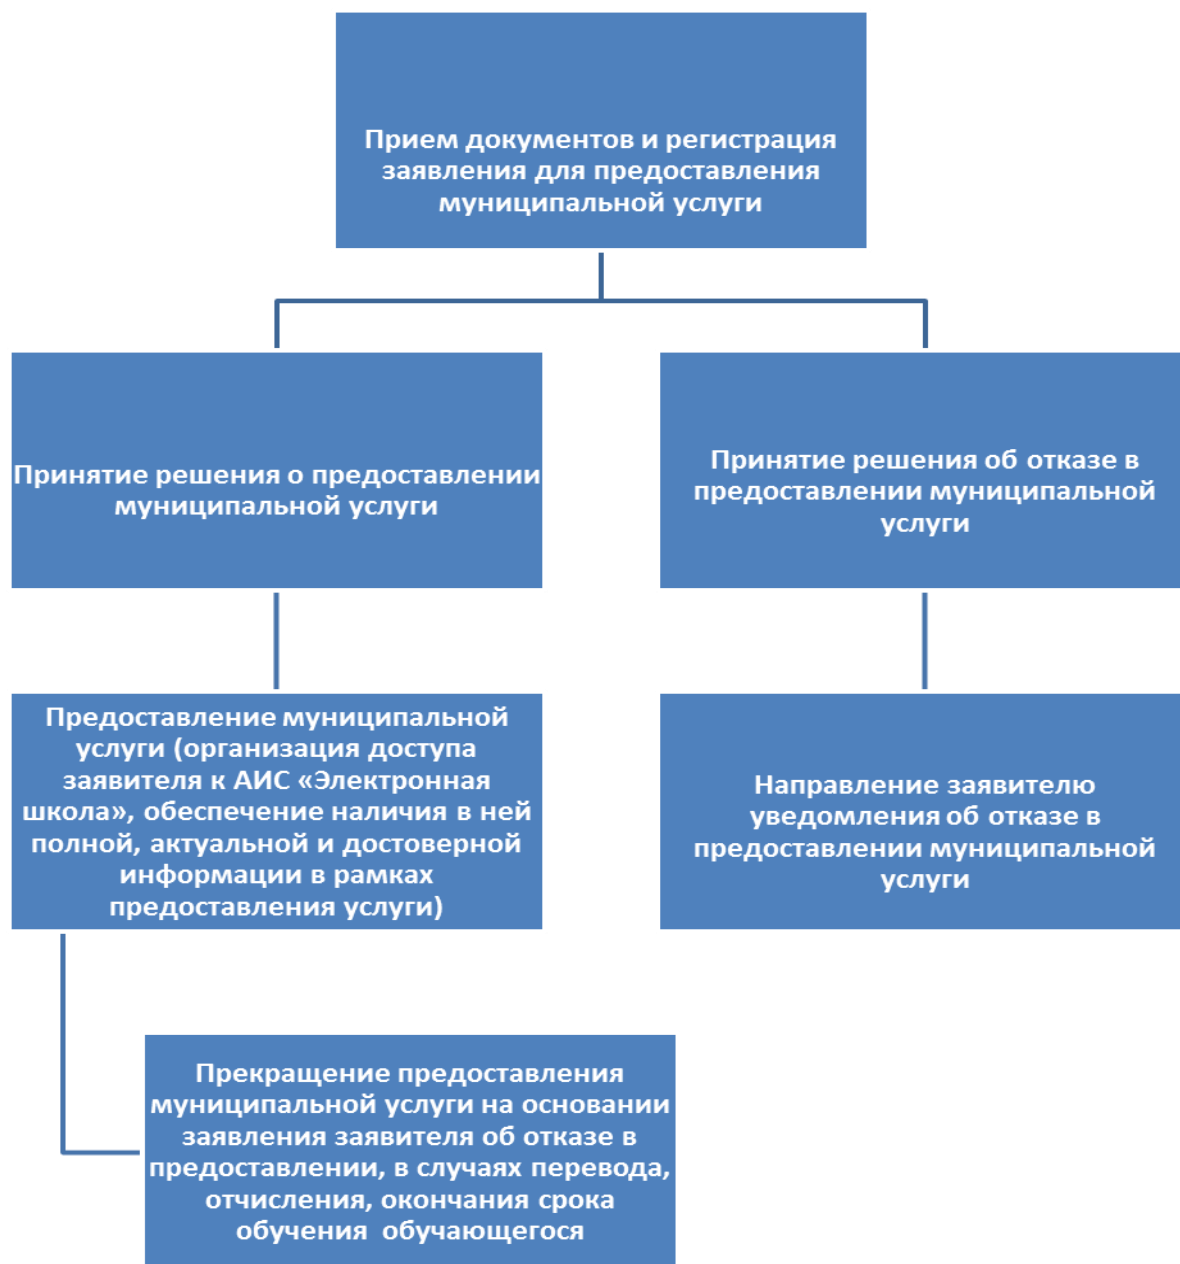 Прием документов и регистрация
заявления для предоставления
муниципальной услуги
Принятие решения о предоставлении
муниципальной услуги
Принятие решения об отказе в
предоставлении муниципальной
услуги
Предоставление муниципальной
услуги (организация доступа
заявителя к АИС «Электронная
школа», обеспечение наличия в ней
полной, актуальной и достоверной
информации в рамках
предоставления услуги)
Направление заявителю
уведомления об отказе в
предоставлении муниципальной
услуги
Прекращение предоставления
муниципальной услуги на основании
заявления заявителя об отказе в
предоставлении, в случаях перевода,
отчисления, окончания срока
обучения обучающегося